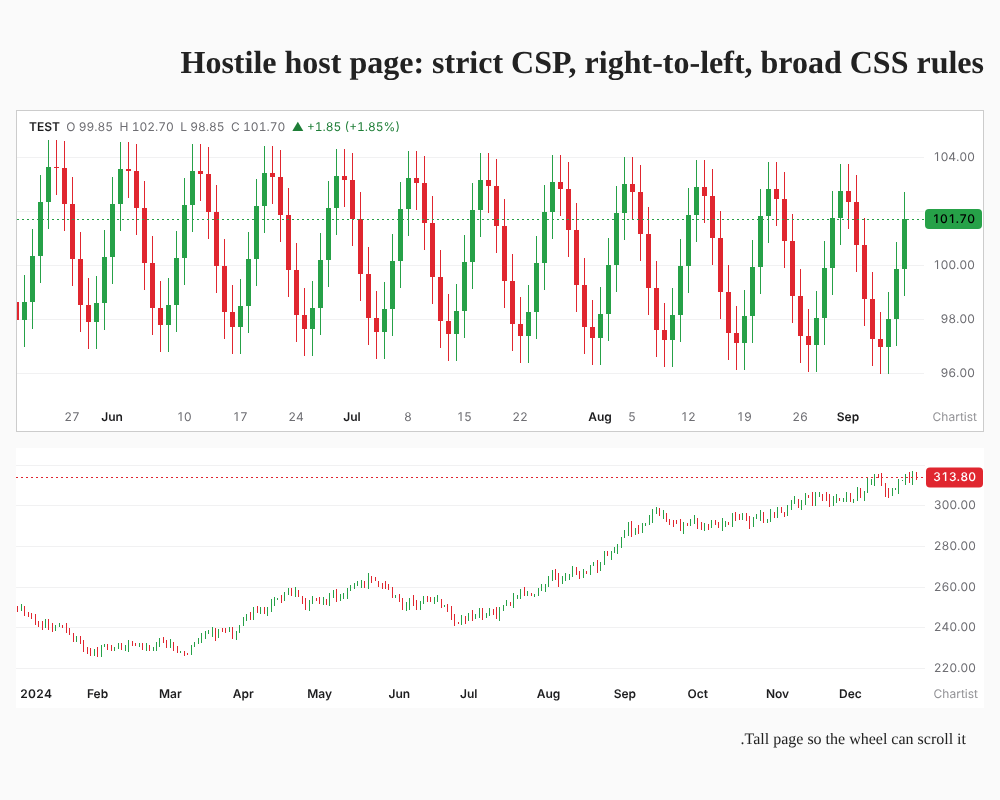 Hostile host page: strict CSP, right-to-left, broad CSS rules
TEST O 99.85 H 102.70 L 98.85 C 101.70 ▲ +1.85 (+1.85%)
104.00
101.70
100.00
98.00
96.00
27 Jun 10 17 24 Jul 8 15 22 Aug 5 12 19 26 Sep Chartist
313.80
300.00
280.00
260.00
240.00
220.00
2024 Feb Mar Apr May Jun Jul Aug Sep Oct Nov Dec Chartist
.Tall page so the wheel can scroll it